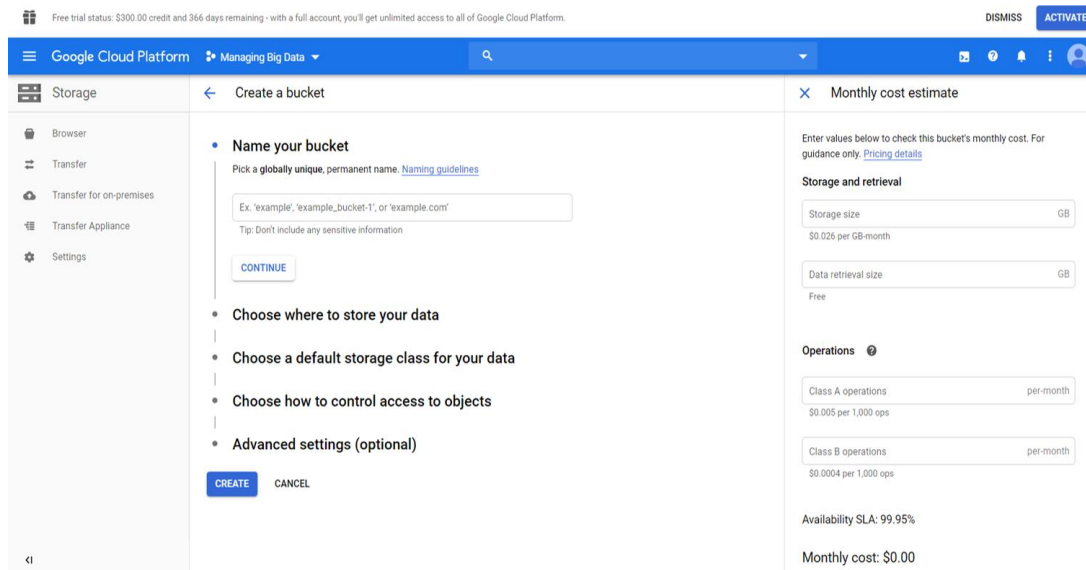 Free trial status: $300.00 credit and 366 days remaining - with a full account, you'll get unlimited access to all of Google Cloud Platform.
DISMISS
ACTIVATE
Google Cloud Platform
Managing Big Data
Storage
Create a bucket
Monthly cost estimate
Browser
Transfer
Transfer for on-premises
Transfer Appliance
Settings
Name your bucket
Pick a globally unique, permanent name. Naming guidelines
Ex. 'example', 'example_bucket-1', or 'example.com'
Tip: Don't include any sensitive information
CONTINUE
Choose where to store your data
Choose a default storage class for your data
Choose how to control access to objects
Advanced settings (optional)
CREATE
CANCEL
Enter values below to check this bucket's monthly cost. For
guidance only. Pricing details
Storage and retrieval
Storage size GB
$0.026 per GB-month
Data retrieval size GB
Free
Operations
Class A operations per-month
$0.005 per 1,000 ops
Class B operations per-month
$0.0004 per 1,000 ops
Availability SLA: 99.95%
Monthly cost: $0.00